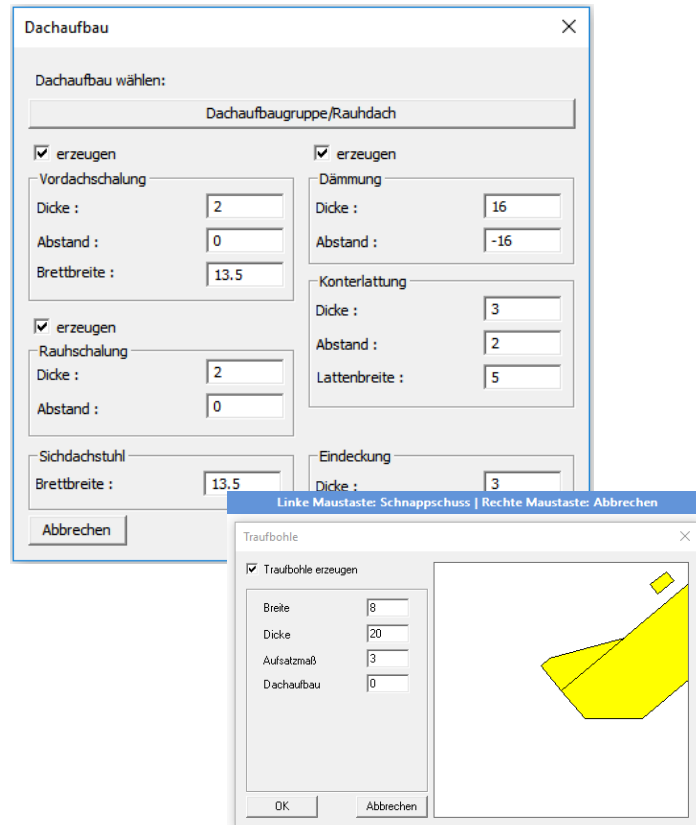 Dachaufbau
Dachaufbau wählen:
Dachaufbaugruppe/Rauhdach
erzeugen
Vordachschalung
Dicke : 2
Abstand : 0
Brettbreite : 13.5
erzeugen
Rauhschalung
Dicke : 2
Abstand : 0
Sichdachstuhl
Brettbreite : 13.5
Abbrechen
erzeugen
Dämmung
Dicke : 16
Abstand : -16
Konterlattung
Dicke : 3
Abstand : 2
Lattenbreite : 5
Eindeckung
Dicke : 3
Linke Maustaste: Schnappschuss | Rechte Maustaste: Abbrechen
Traufbohle
Traufbohle erzeugen
Breite 8
Dicke 20
Aufsatzmaß 3
Dachaufbau 0
OK Abbrechen